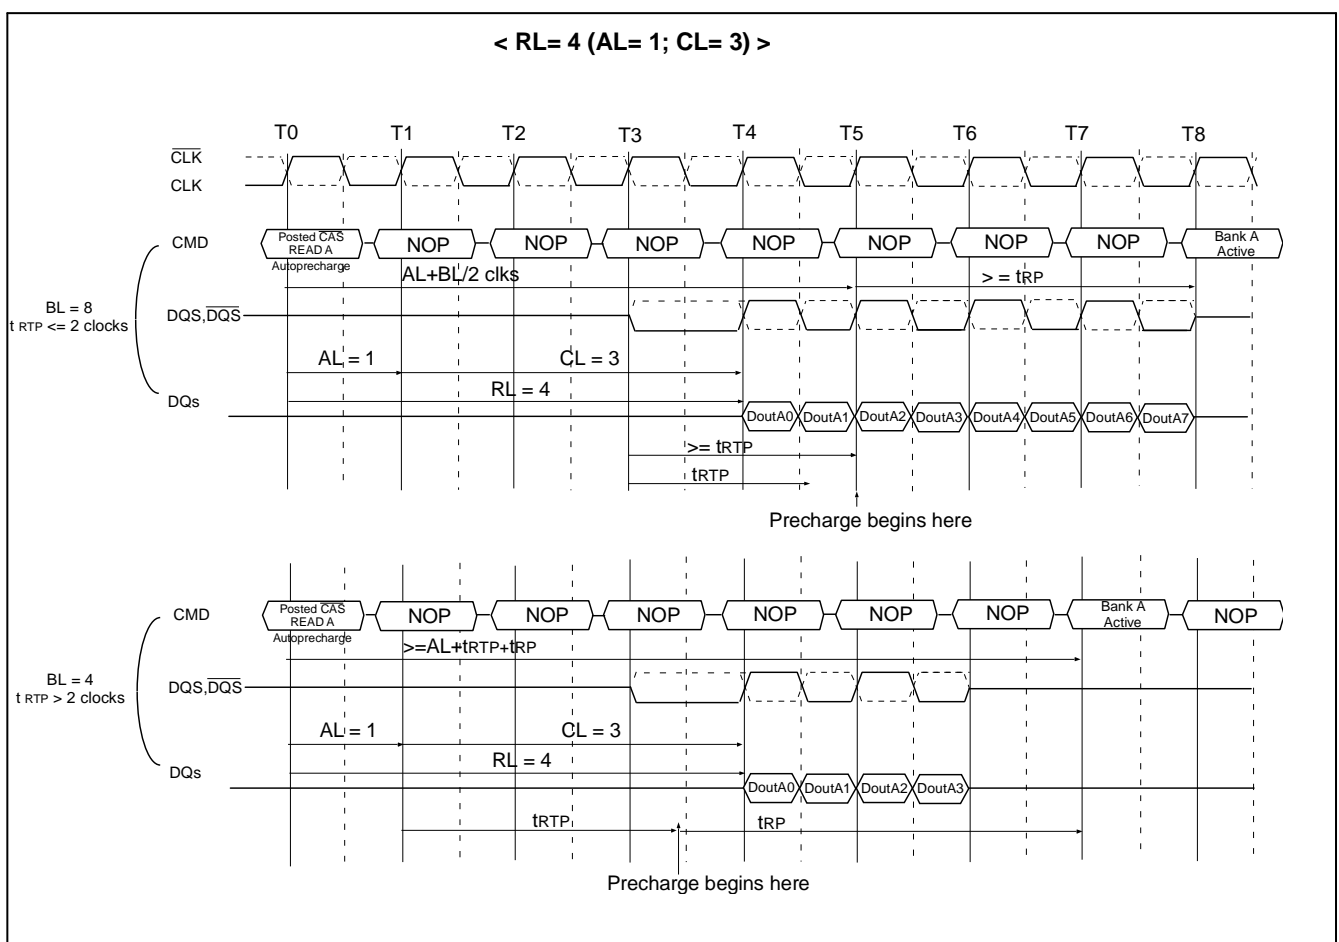 < RL= 4 (AL= 1; CL= 3) >
T0 T1 T2 T3 T4 T5 T6 T7 T8
CLK
CLK
CMD
Posted CAS
READ A
Autoprecharge
NOP NOP NOP NOP NOP NOP NOP
Bank A
Active
AL+BL/2 clks
> = tRP
BL = 8
t RTP <= 2 clocks
DQS,DQS
AL = 1
CL = 3
RL = 4
DQs
DoutA0 DoutA1 DoutA2 DoutA3 DoutA4 DoutA5 DoutA6 DoutA7
>= tRTP
tRTP
Precharge begins here
CMD
Posted CAS
READ A
Autoprecharge
NOP NOP NOP NOP NOP NOP
Bank A
Active
NOP
>=AL+tRTP+tRP
BL = 4
t RTP > 2 clocks
DQS,DQS
AL = 1
CL = 3
RL = 4
DQs
DoutA0 DoutA1 DoutA2 DoutA3
tRTP
tRP
Precharge begins here